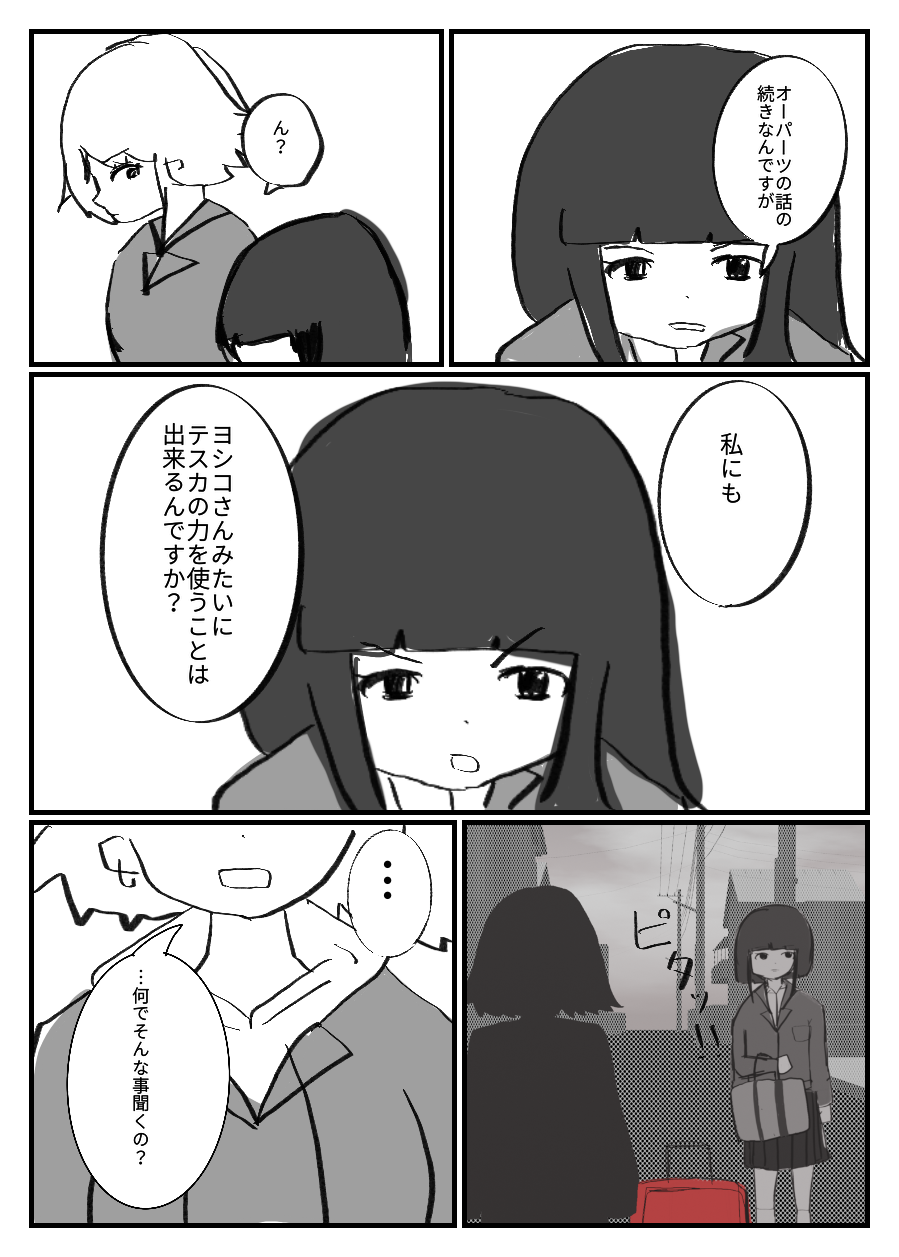 オーパーツの話の
続きなんですが
ん？
私にも
ヨシコさんみたいに
テスカの力を使うことは
出来るんですか？
ピタッ!!
…
…何でそんな事聞くの？